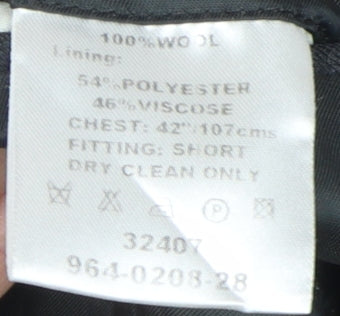 100%WOOL
Lining:
54%POLYESTER
46%VISCOSE
CHEST: 42"/107cms
FITTING: SHORT
DRY CLEAN ONLY
P
32407
964-0208-28